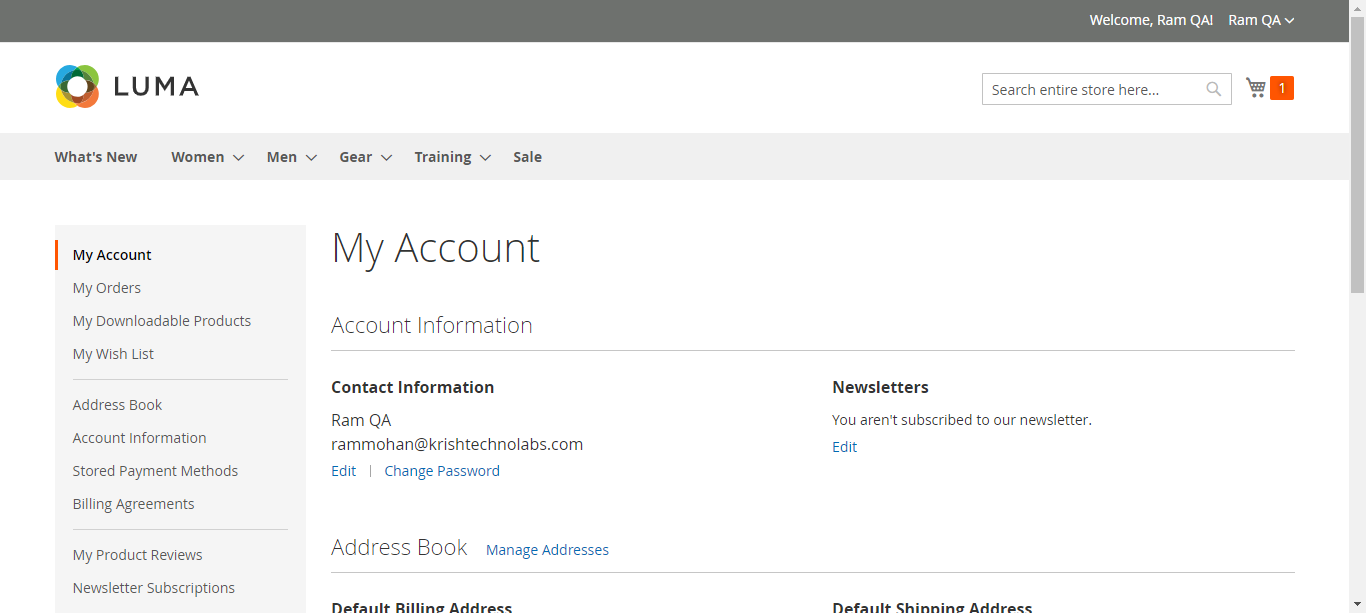 Welcome, Ram QA! Ram QA
LUMA
Search entire store here...
1
What's New Women Men Gear Training Sale
My Account
My Orders
My Downloadable Products
My Wish List
Address Book
Account Information
Stored Payment Methods
Billing Agreements
My Product Reviews
Newsletter Subscriptions
My Account
Account Information
Contact Information
Ram QA
rammohan@krishtechnolabs.com
Edit | Change Password
Newsletters
You aren't subscribed to our newsletter.
Edit
Address Book Manage Addresses
Default Billing Address
Default Shipping Address